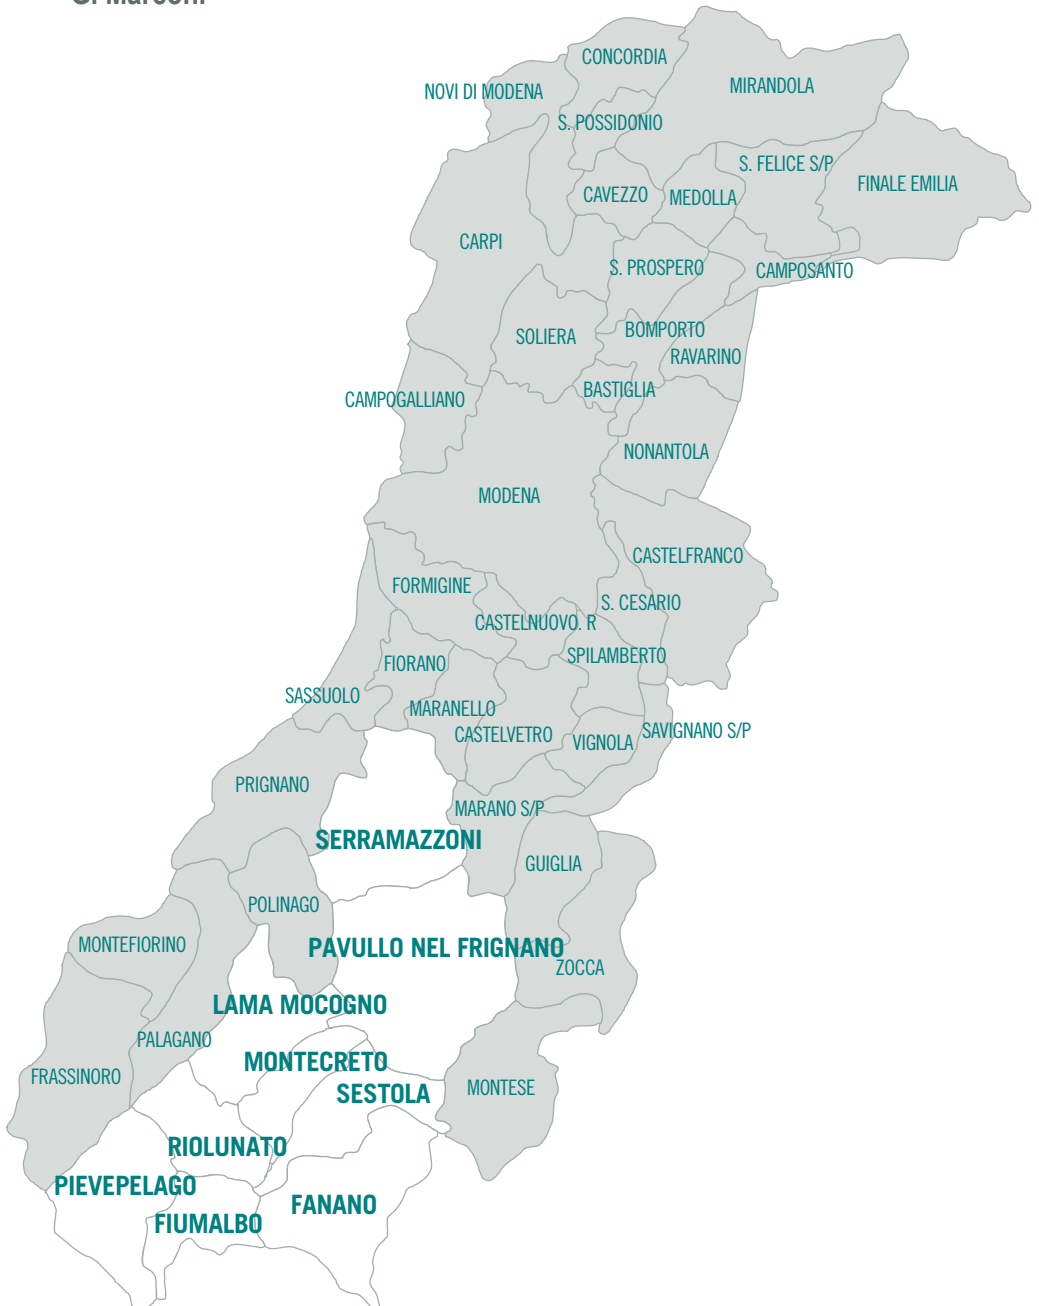 G. Marconi
CONCORDIA
MIRANDOLA
NOVI DI MODENA
S. POSSIDONIO
S. FELICE S/P
FINALE EMILIA
CAVEZZO
MEDOLLA
CARPI
S. PROSPERO
CAMPOSANTO
SOLIERA
BOMPORTO
RAVARINO
BASTIGLIA
CAMPOGALLIANO
NONANTOLA
MODENA
CASTELFRANCO
FORMIGINE
S. CESARIO
CASTELNUOVO. R
SPILAMBERTO
FIORANO
SASSUOLO
MARANELLO
CASTELVETRO
VIGNOLA
SAVIGNANO S/P
PRIGNANO
MARANO S/P
SERRAMAZZONI
GUIGLIA
POLINAGO
MONTEFIORINO
PAVULLO NEL FRIGNANO
ZOCCA
LAMA MOCOGNO
PALAGANO
MONTECRETO
FRASSINORO
SESTOLA
MONTESE
RIOLUNATO
PIEVEPELAGO
FANANO
FIUMALBO